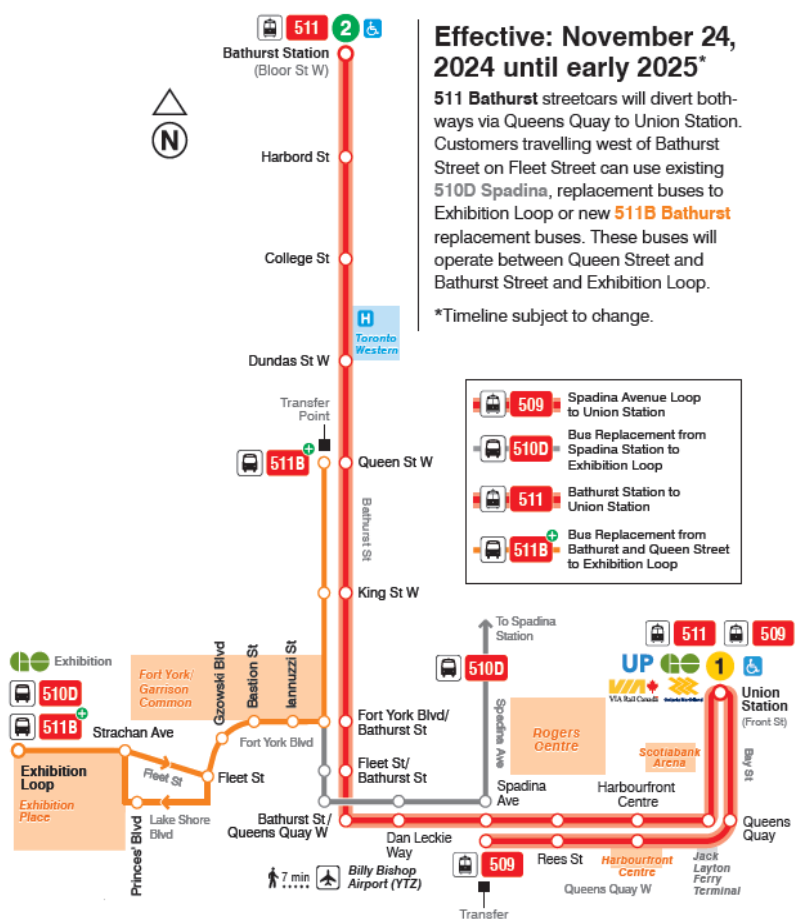 511 2
Bathurst Station
(Bloor St W)
N
Harbord St
College St
H
Toronto
Western
Dundas St W
Transfer
Point
511B+
Queen St W
Bathurst St
King St W
Effective: November 24,
2024 until early 2025*
511 Bathurst streetcars will divert both-
ways via Queens Quay to Union Station.
Customers travelling west of Bathurst
Street on Fleet Street can use existing
510D Spadina, replacement buses to
Exhibition Loop or new 511B Bathurst
replacement buses. These buses will
operate between Queen Street and
Bathurst Street and Exhibition Loop.
*Timeline subject to change.
509 Spadina Avenue Loop
to Union Station
510D Bus Replacement from
Spadina Station to
Exhibition Loop
511 Bathurst Station to
Union Station
511B+ Bus Replacement from
Bathurst and Queen Street
to Exhibition Loop
To Spadina
Station
510D
Spadina Ave
511 509
UP GO 1
VIA Rail Canada
Union
Station
(Front St)
Bay St
Rogers
Centre
Scotiabank
Arena
GO Exhibition
510D
511B+
Fort York/
Garrison
Common
Gzowski Blvd
Bastion St
Iannuzzi St
Fort York Blvd
Fort York Blvd/
Bathurst St
Strachan Ave
Fleet St
Fleet St
Fleet St/
Bathurst St
Exhibition
Loop
Exhibition
Place
Princes' Blvd
Lake Shore
Blvd
Bathurst St /
Queens Quay W
Dan Leckie
Way
Spadina
Ave
Harbourfront
Centre
Queens
Quay
509
Rees St
Harbourfront
Centre
Jack
Layton
Ferry
Terminal
Queens Quay W
7 min
Billy Bishop
Airport (YTZ)
Transfer